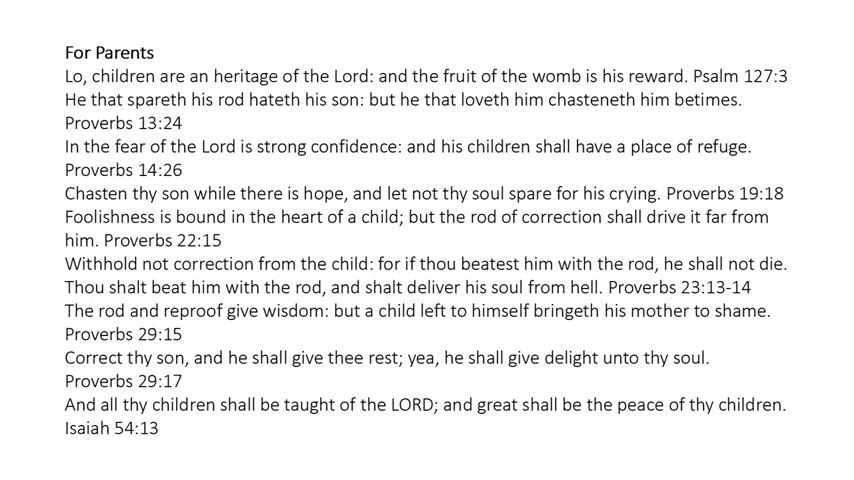 For Parents
Lo, children are an heritage of the Lord: and the fruit of the womb is his reward. Psalm 127:3
He that spareth his rod hateth his son: but he that loveth him chasteneth him betimes.
Proverbs 13:24
In the fear of the Lord is strong confidence: and his children shall have a place of refuge.
Proverbs 14:26
Chasten thy son while there is hope, and let not thy soul spare for his crying. Proverbs 19:18
Foolishness is bound in the heart of a child; but the rod of correction shall drive it far from
him. Proverbs 22:15
Withhold not correction from the child: for if thou beatest him with the rod, he shall not die.
Thou shalt beat him with the rod, and shalt deliver his soul from hell. Proverbs 23:13-14
The rod and reproof give wisdom: but a child left to himself bringeth his mother to shame.
Proverbs 29:15
Correct thy son, and he shall give thee rest; yea, he shall give delight unto thy soul.
Proverbs 29:17
And all thy children shall be taught of the LORD; and great shall be the peace of thy children.
Isaiah 54:13